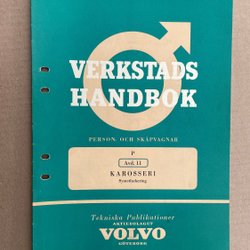 VERKSTADS
HANDBOK
PERSON- OCH SKÅPVAGNAR
P
Avd. 11
KAROSSERI
Tekniska Publikationer
AKTIEBOLAGET
VOLVO
GÖTEBORG